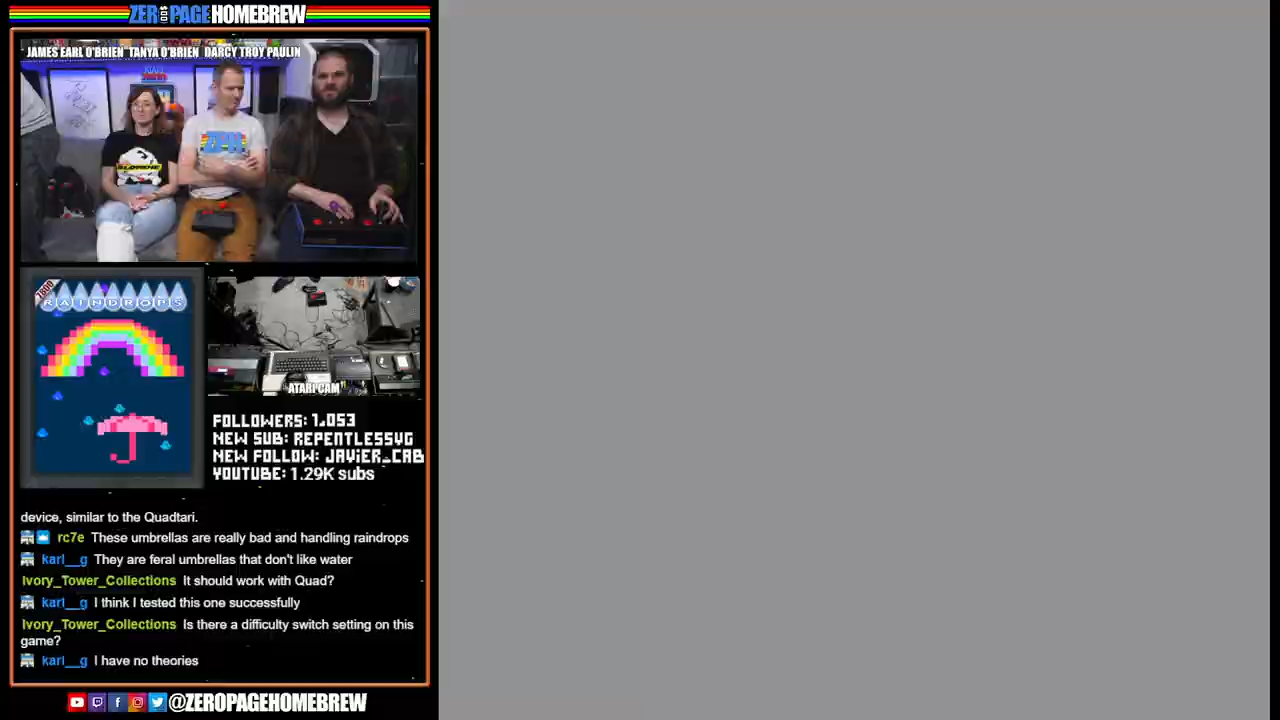 ZER PAGE HOMEBREW
JAMES EARL O'BRIEN TANYA O'BRIEN DARCY TROY PAULIN
7800
RAINDROPS
ATARI CAM
FOLLOWERS: 1,053
NEW SUB: REPENTLESSVG
NEW FOLLOW: JAVIER_CAB
YOUTUBE: 1.29K subs
device, similar to the Quadtari.
rc7e These umbrellas are really bad and handling raindrops
karl__g They are feral umbrellas that don't like water
Ivory_Tower_Collections It should work with Quad?
karl__g I think I tested this one successfully
Ivory_Tower_Collections Is there a difficulty switch setting on this
game?
karl__g I have no theories
@ZEROPAGEHOMEBREW